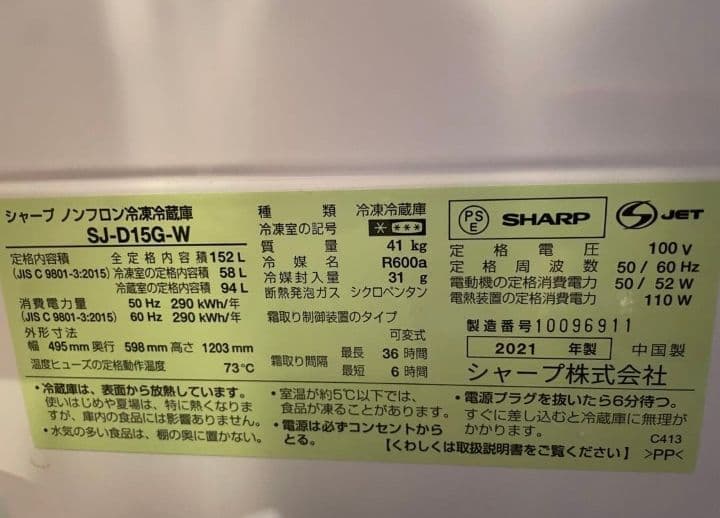 シャープ ノンフロン冷凍冷蔵庫
SJ-D15G-W
定格内容積 全定格内容積 152 L
(JIS C 9801-3:2015) 冷凍室の定格内容積 58 L
冷蔵室の定格内容積 94 L
消費電力量 50 Hz 290 kWh/年
(JIS C 9801-3:2015) 60 Hz 290 kWh/年
外形寸法
幅 495 mm 奥行 598 mm 高さ 1203 mm
温度ヒューズの定格動作温度 73℃
種類 冷凍冷蔵庫
冷凍室の記号 * ***
質量 41 kg
冷媒名 R600a
冷媒封入量 31 g
断熱発泡ガス シクロペンタン
霜取り制御装置のタイプ
可変式
霜取り間隔 最長 36 時間
最短 6 時間
PSE SHARP JET
定格電圧 100 V
定格周波数 50 / 60 Hz
電動機の定格消費電力 50 / 52 W
電熱装置の定格消費電力 110 W
製造番号 10096911
2021 年製 中国製
シャープ株式会社
・冷蔵庫は、表面から放熱しています。
使いはじめや夏場は、特に熱くなりま
すが、庫内の食品には影響ありません。
・水気の多い食品は、棚の奥に置かない。
・室温が約5℃以下では、
食品が凍ることがあります。
・電源は必ずコンセントから
とる。
・電源プラグを抜いたら6分待つ。
すぐに差し込むと冷蔵庫に無理が
かかります。 C413
【くわしくは取扱説明書をご覧ください】 >PP<